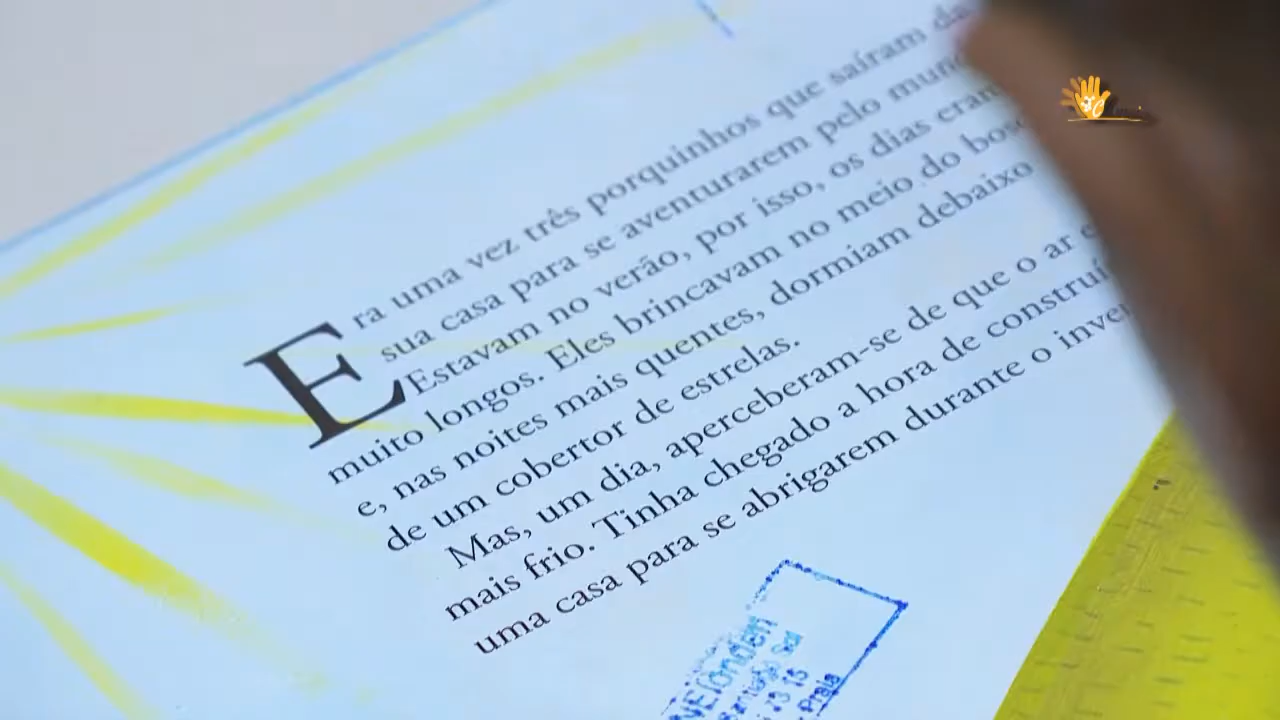 Era uma vez três porquinhos que saíram da
sua casa para se aventurarem pelo
Estavam no verão, por isso, os dias eram
muito longos. Eles brincavam no meio do
e, nas noites mais quentes, dormiam debaixo
de um cobertor de estrelas.
Mas, um dia, aperceberam-se de que o ar
mais frio. Tinha chegado a hora de
uma casa para se abrigarem durante o